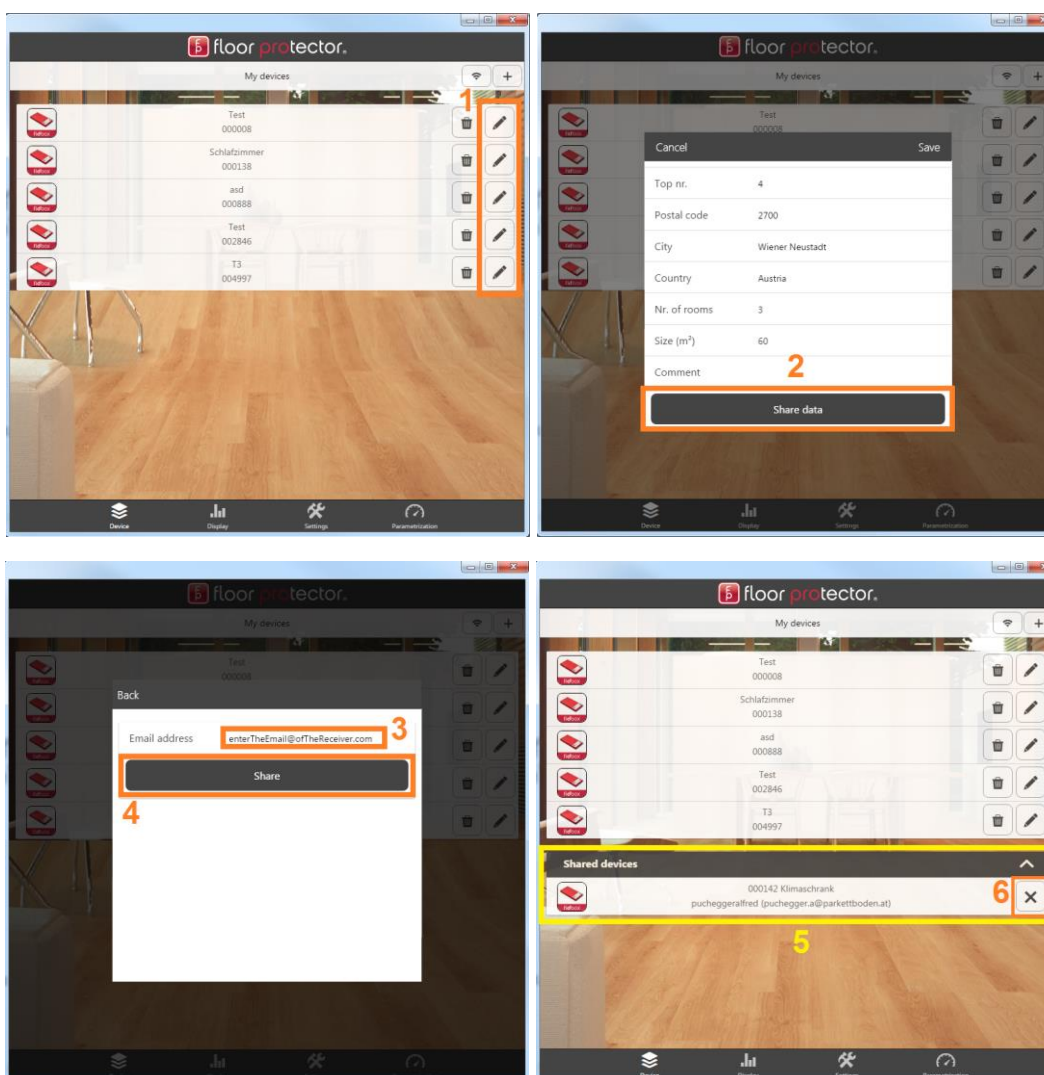 floor protector.
My devices
1
Test
000008
Schlafzimmer
000138
asd
000888
Test
002846
T3
004997
Device
Display
Settings
Parametrization
floor protector.
My devices
Test
000008
Cancel
Save
Top nr. 4
Postal code 2700
City Wiener Neustadt
Country Austria
Nr. of rooms 3
Size (m²) 60
Comment
2
Share data
Device
Display
Settings
Parametrization
floor protector.
My devices
Test
000008
Back
Email address enterTheEmail@ofTheReceiver.com 3
Share
4
floor protector.
My devices
Test
000008
Schlafzimmer
000138
asd
000888
Test
002846
T3
004997
Shared devices
000142 Klimaschrank
pucheggeralfred (puchegger.a@parkettboden.at)
6
5